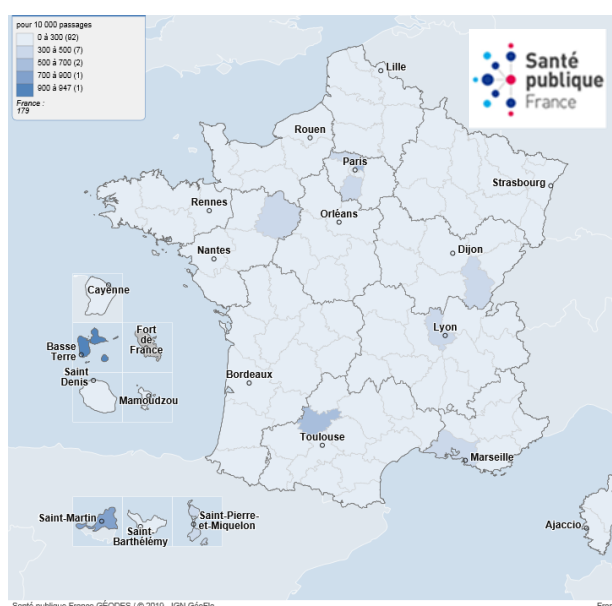 pour 10 000 passages
0 à 300 (92)
300 à 500 (7)
500 à 700 (2)
700 à 900 (1)
900 à 947 (1)
France :
179
Santé
publique
France
Lille
Rouen
Paris
Strasbourg
Rennes
Orléans
Nantes
Dijon
Cayenne
Lyon
Basse
Terre
Fort
de
France
Saint
Denis
Mamoudzou
Bordeaux
Toulouse
Marseille
Saint-Martin
Saint-
Barthélémy
Saint-Pierre
et-Miquelon
Ajaccio
Santé publique France GÉODES / © 2019 - IGN GéoFla